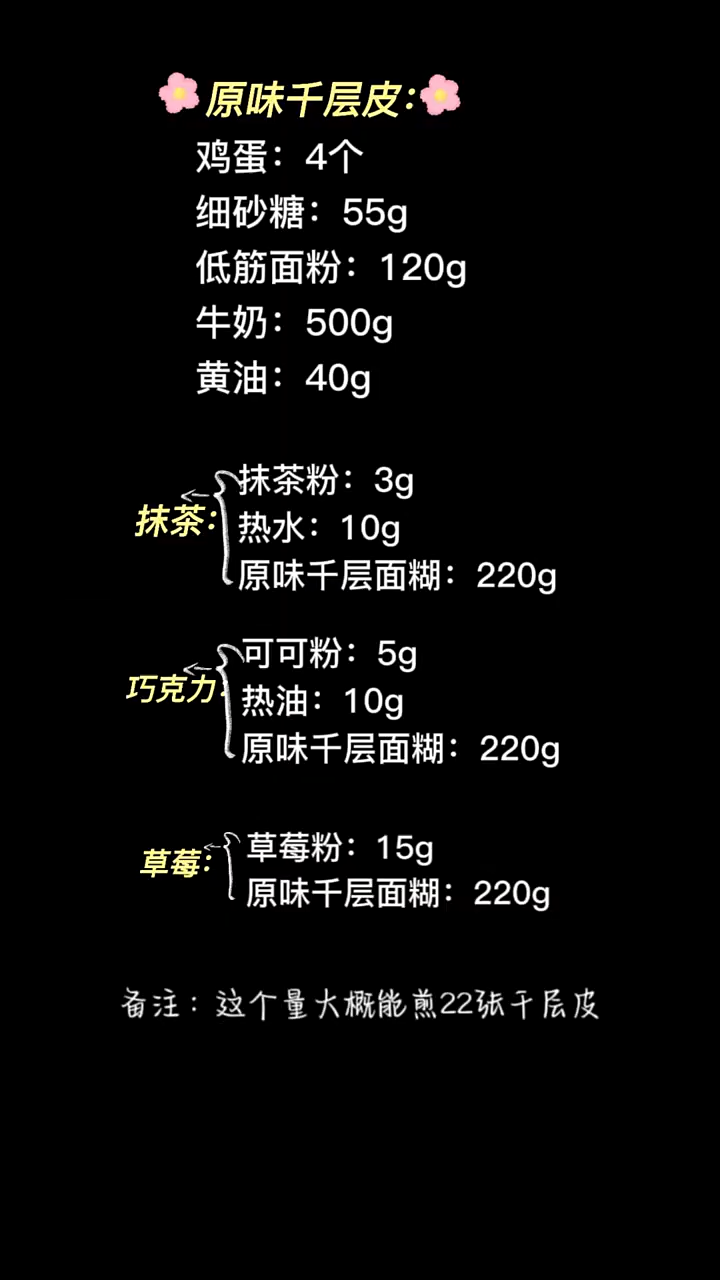 原味千层皮：
鸡蛋：4个
细砂糖：55g
低筋面粉：120g
牛奶：500g
黄油：40g
抹茶粉：3g
抹茶：
热水：10g
原味千层面糊：220g
可可粉：5g
巧克力：
热油：10g
原味千层面糊：220g
草莓粉：15g
草莓：
原味千层面糊：220g
备注：这个量大概能煎22张千层皮